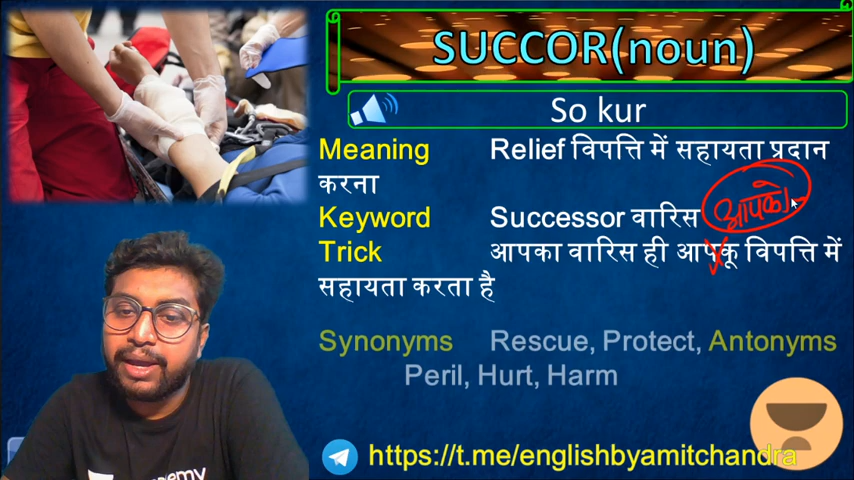 SUCCOR(noun)
So kur
Meaning Relief विपत्ति में सहायता प्रदान
करना
Keyword Successor वारिस आपको
Trick आपका वारिस ही आपकू विपत्ति में
सहायता करता है
Synonyms Rescue, Protect, Antonyms
Peril, Hurt, Harm
https://t.me/englishbyamitchandra